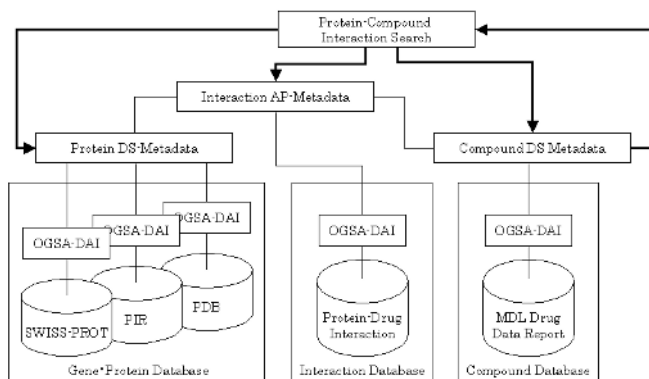 Protein-Compound
Interaction Search
Interaction AP-Metadata
Protein DS-Metadata
Compound DS Metadata
OGSA-DAI
OGSA-DAI
OGSA-DAI
OGSA-DAI
OGSA-DAI
SWISS-PROT
PIR
PDB
Protein-Drug
Interaction
MDL Drug
Data Report
Gene*Protein Database
Interaction Database
Compound Database